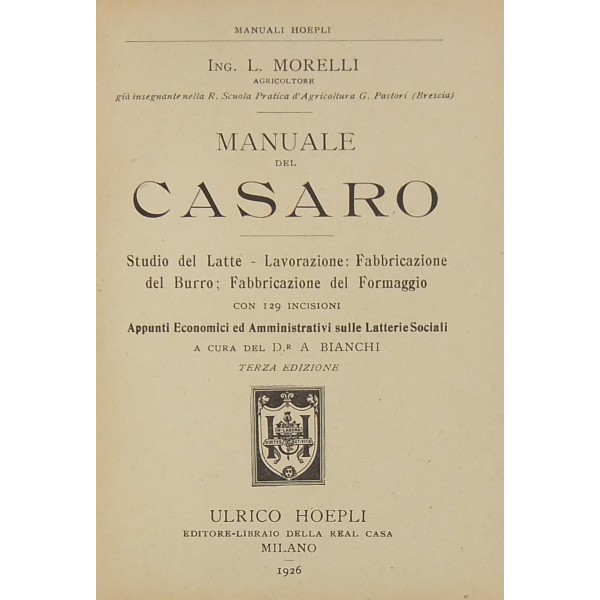 MANUALI HOEPLI
ING. L. MORELLI
AGRICOLTORE
già insegnante nella R. Scuola Pratica d'Agricoltura G. Pastori (Brescia)
MANUALE
DEL
CASARO
Studio del Latte - Lavorazione: Fabbricazione
del Burro; Fabbricazione del Formaggio
CON 129 INCISIONI
Appunti Economici ed Amministrativi sulle Latterie Sociali
A CURA DEL D.R A BIANCHI
TERZA EDIZIONE
ULRICO HOEPLI
EDITORE-LIBRAIO DELLA REAL CASA
MILANO
1926